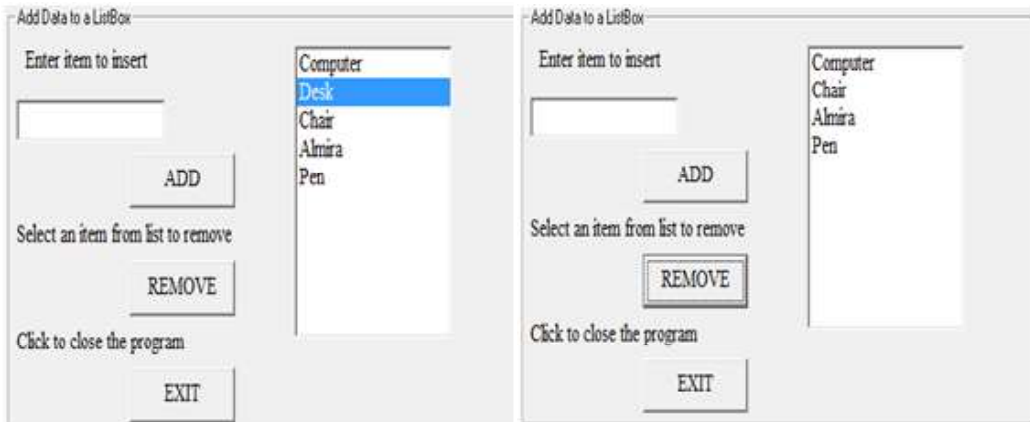 Add Data to a ListBox
Enter item to insert
Computer
Desk
Chair
Almira
Pen
ADD
Select an item from list to remove
REMOVE
Click to close the program
EXIT
Add Data to a ListBox
Enter item to insert
Computer
Chair
Almira
Pen
ADD
Select an item from list to remove
REMOVE
Click to close the program
EXIT